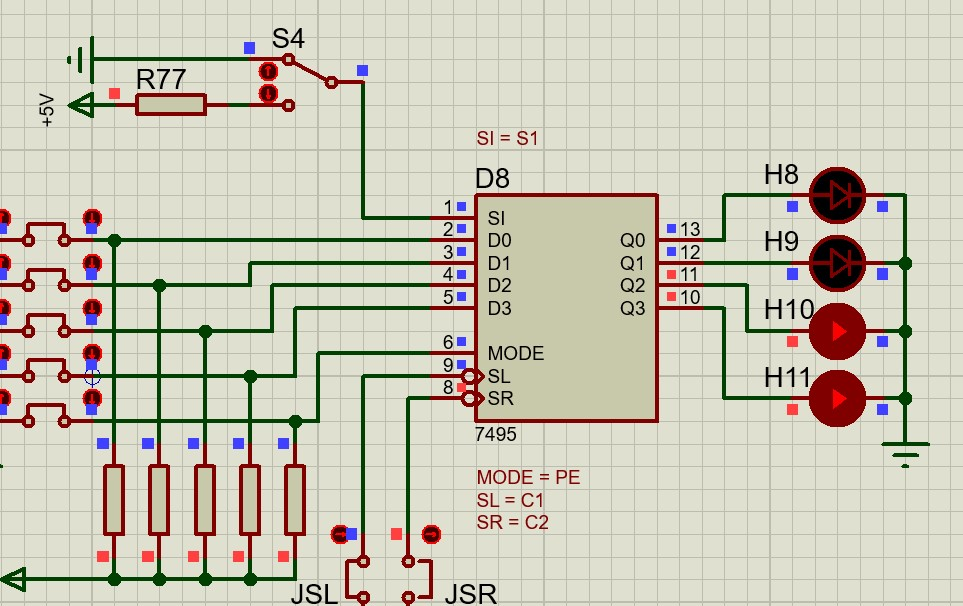 S4
R77
+5V
SI = S1
D8
1 SI
2 D0
3 D1
4 D2
5 D3
6 MODE
9 SL
8 SR
Q0 13
Q1 12
Q2 11
Q3 10
7495
H8
H9
H10
H11
MODE = PE
SL = C1
SR = C2
JSL
JSR